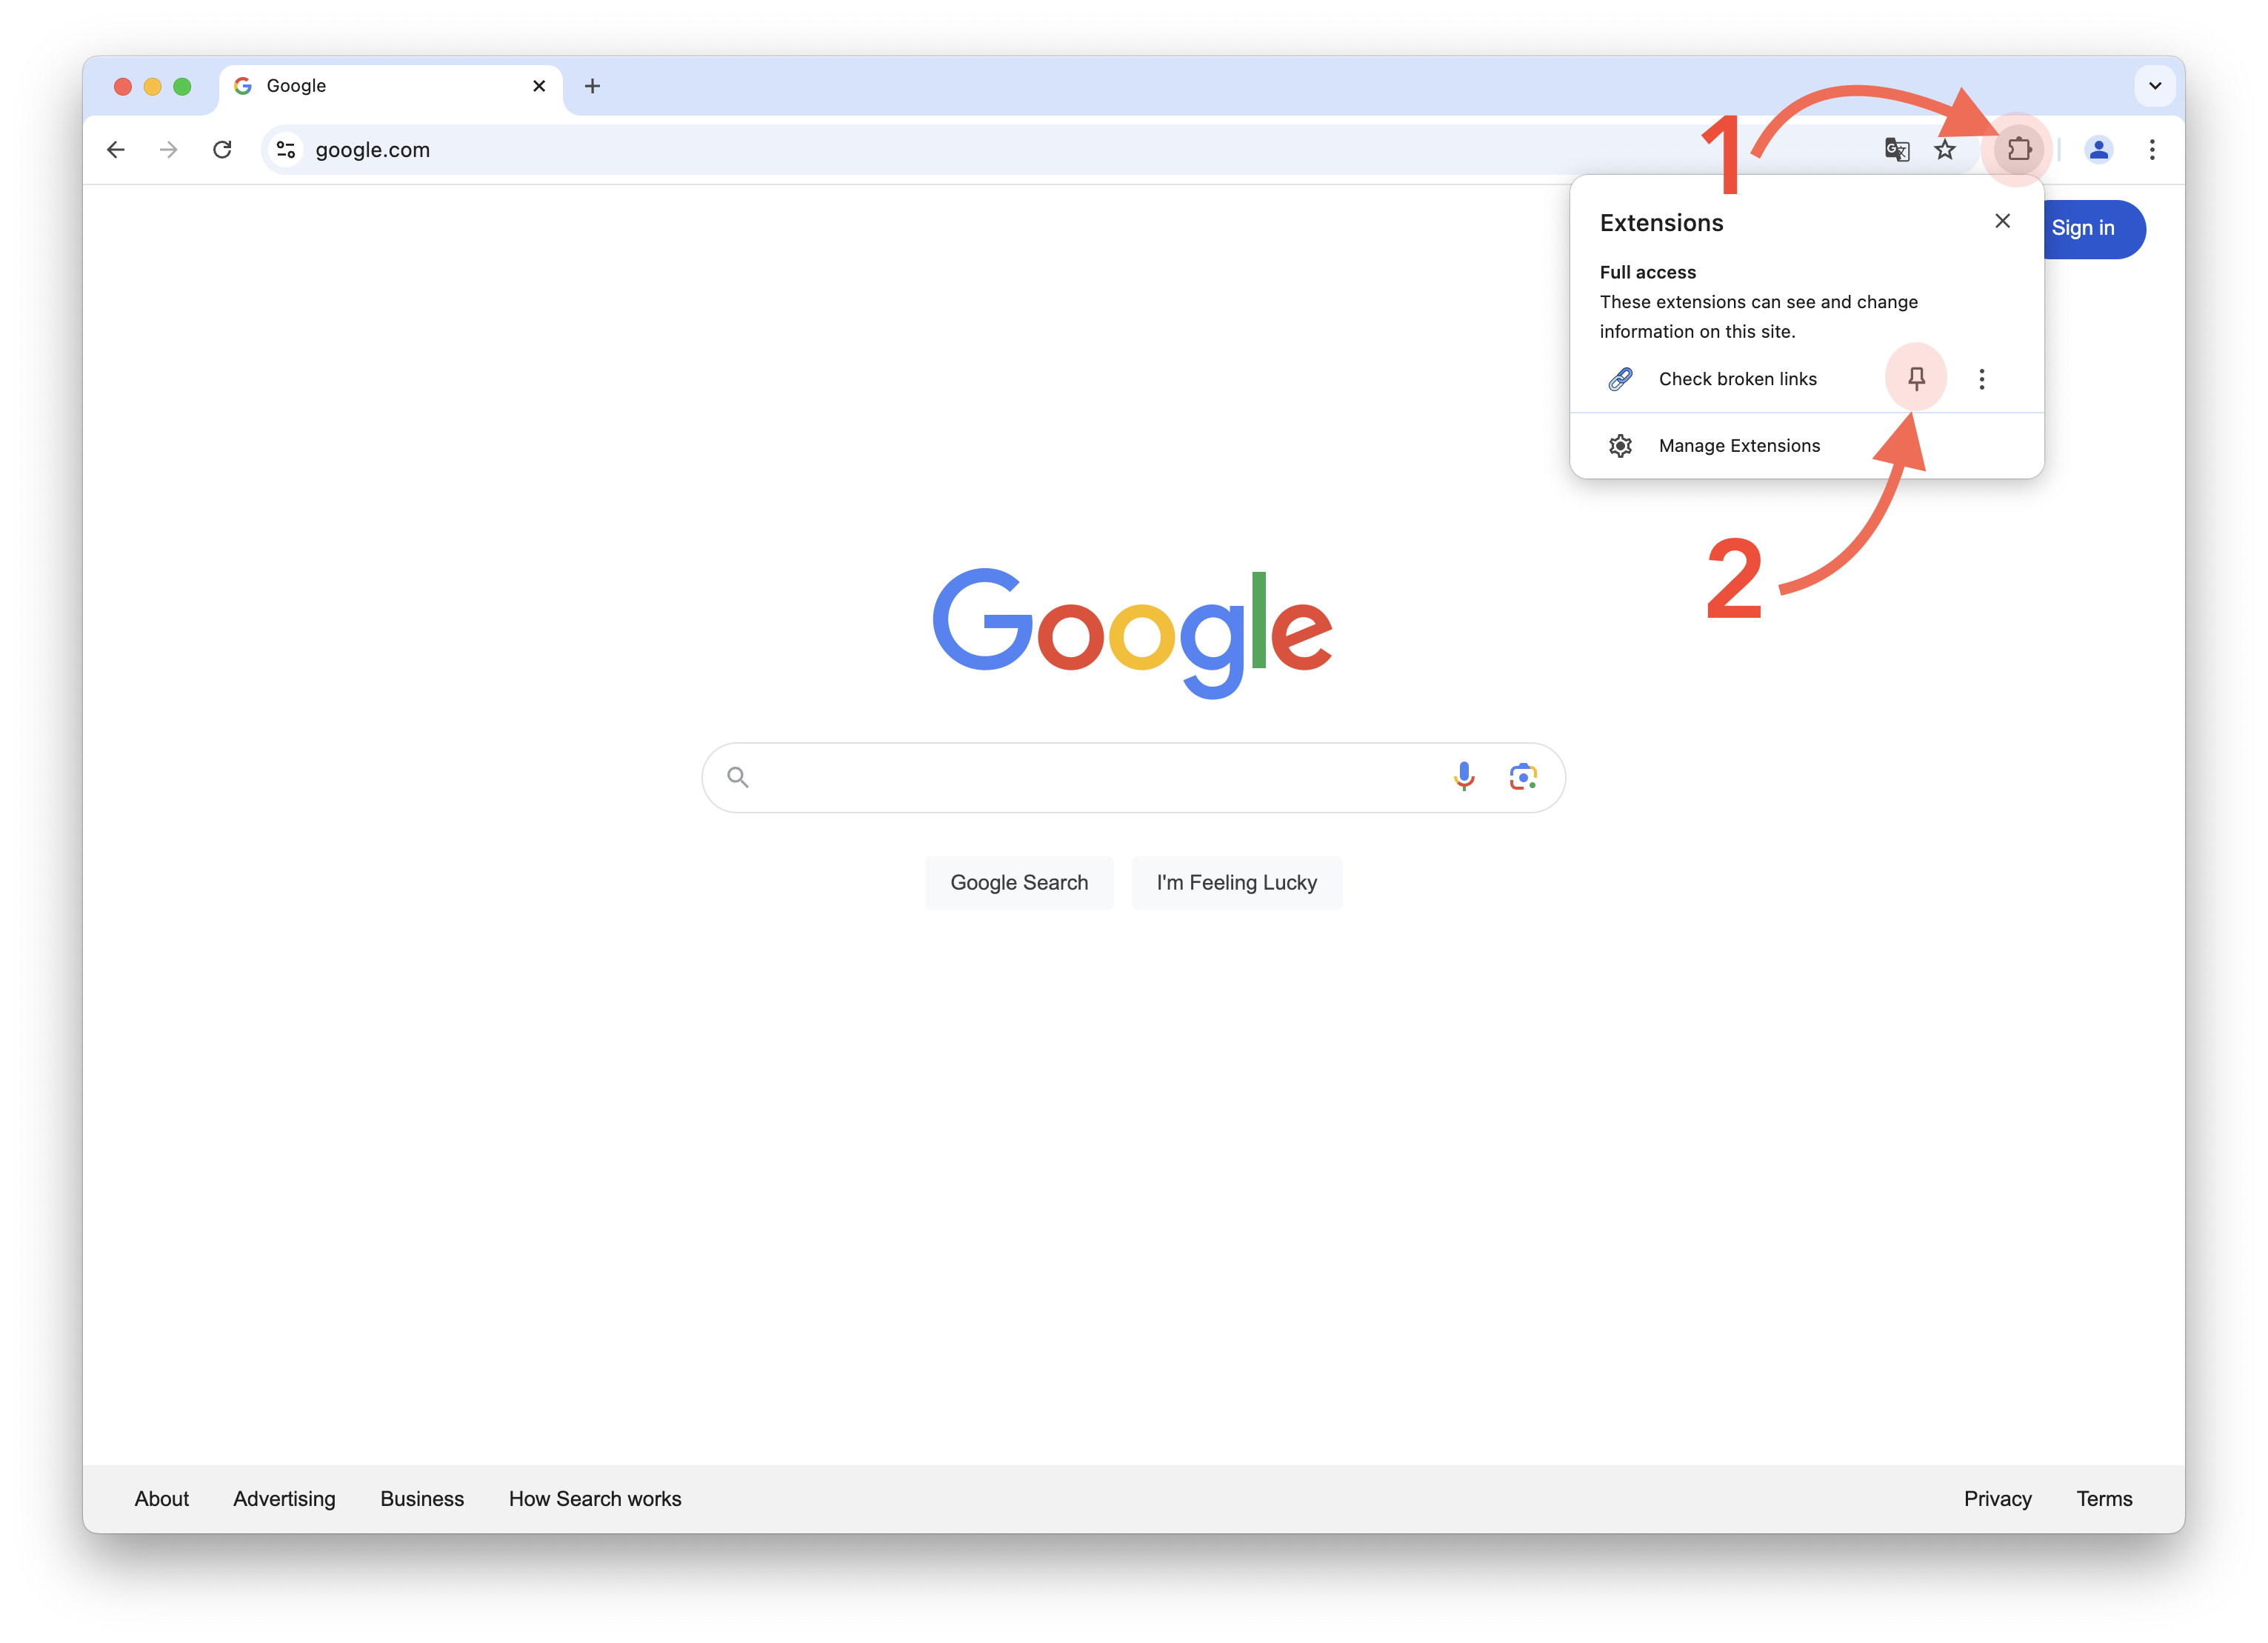 Google
google.com
1
Extensions
Sign in
Full access
These extensions can see and change
information on this site.
Check broken links
Manage Extensions
2
Google
Google Search
I'm Feeling Lucky
About
Advertising
Business
How Search works
Privacy
Terms